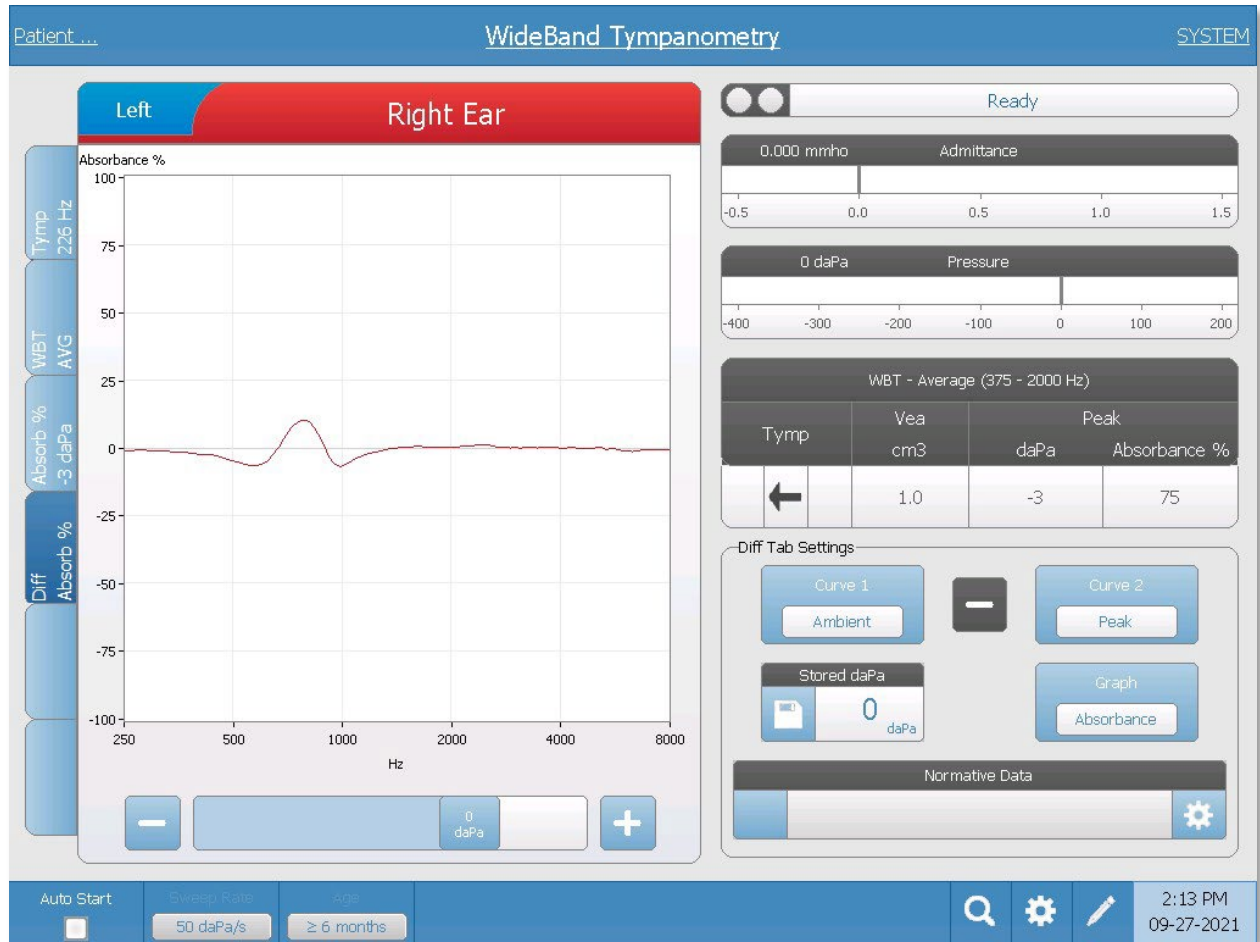 Patient ...
WideBand Tympanometry
SYSTEM
Left
Right Ear
Tymp
226 Hz
WBT
AVG
Absorb %
-3 daPa
Diff
Absorb %
Absorbance %
100
75
50
25
0
-25
-50
-75
-100
250 500 1000 2000 4000 8000
Hz
0
daPa
Ready
0.000 mmho Admittance
-0.5 0.0 0.5 1.0 1.5
0 daPa Pressure
-400 -300 -200 -100 0 100 200
WBT - Average (375 - 2000 Hz)
Tymp Vea Peak
cm3 daPa Absorbance %
1.0 -3 75
Diff Tab Settings
Curve 1
Ambient
Curve 2
Peak
Stored daPa
0
daPa
Graph
Absorbance
Normative Data
Auto Start
Sweep Rate
50 daPa/s
Age
≥ 6 months
2:13 PM
09-27-2021